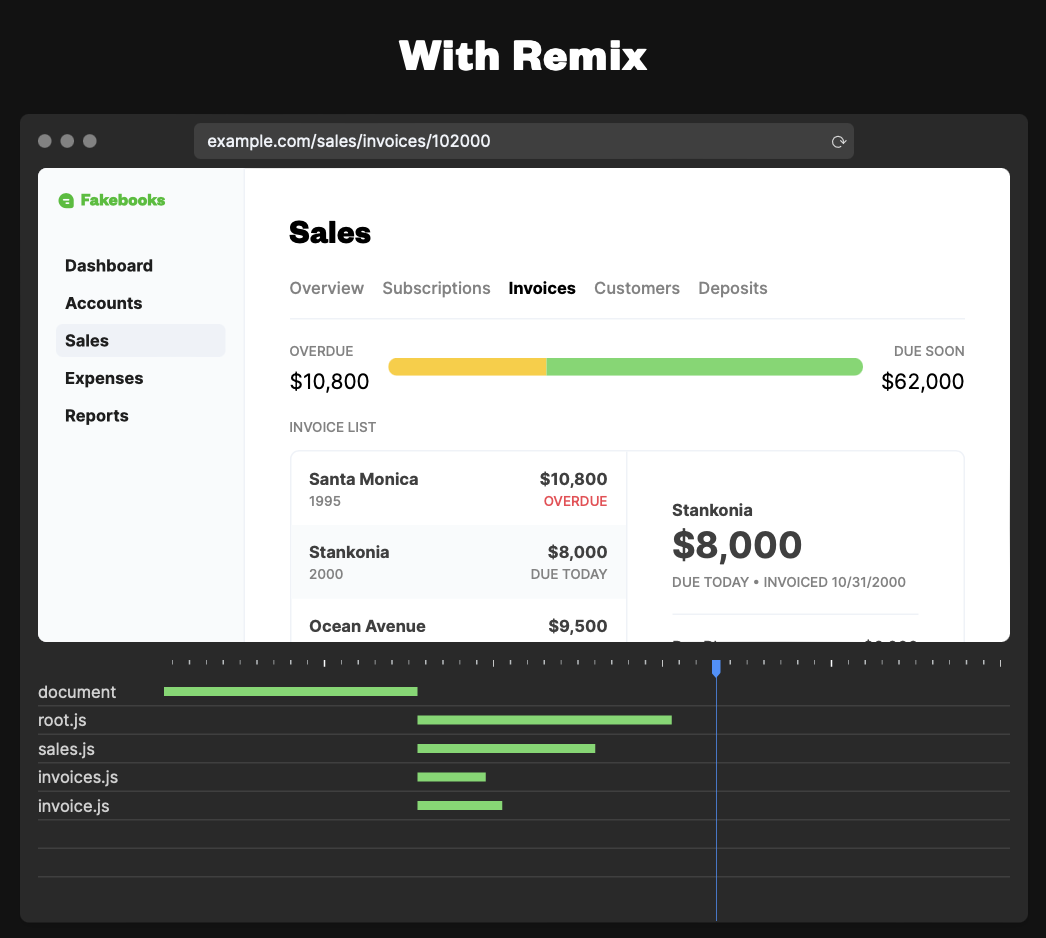 With Remix
example.com/sales/invoices/102000
Fakebooks
Dashboard
Accounts
Sales
Expenses
Reports
Sales
Overview Subscriptions Invoices Customers Deposits
OVERDUE
$10,800
DUE SOON
$62,000
INVOICE LIST
Santa Monica $10,800
1995 OVERDUE
Stankonia $8,000
2000 DUE TODAY
Ocean Avenue $9,500
Stankonia
$8,000
DUE TODAY • INVOICED 10/31/2000
document
root.js
sales.js
invoices.js
invoice.js